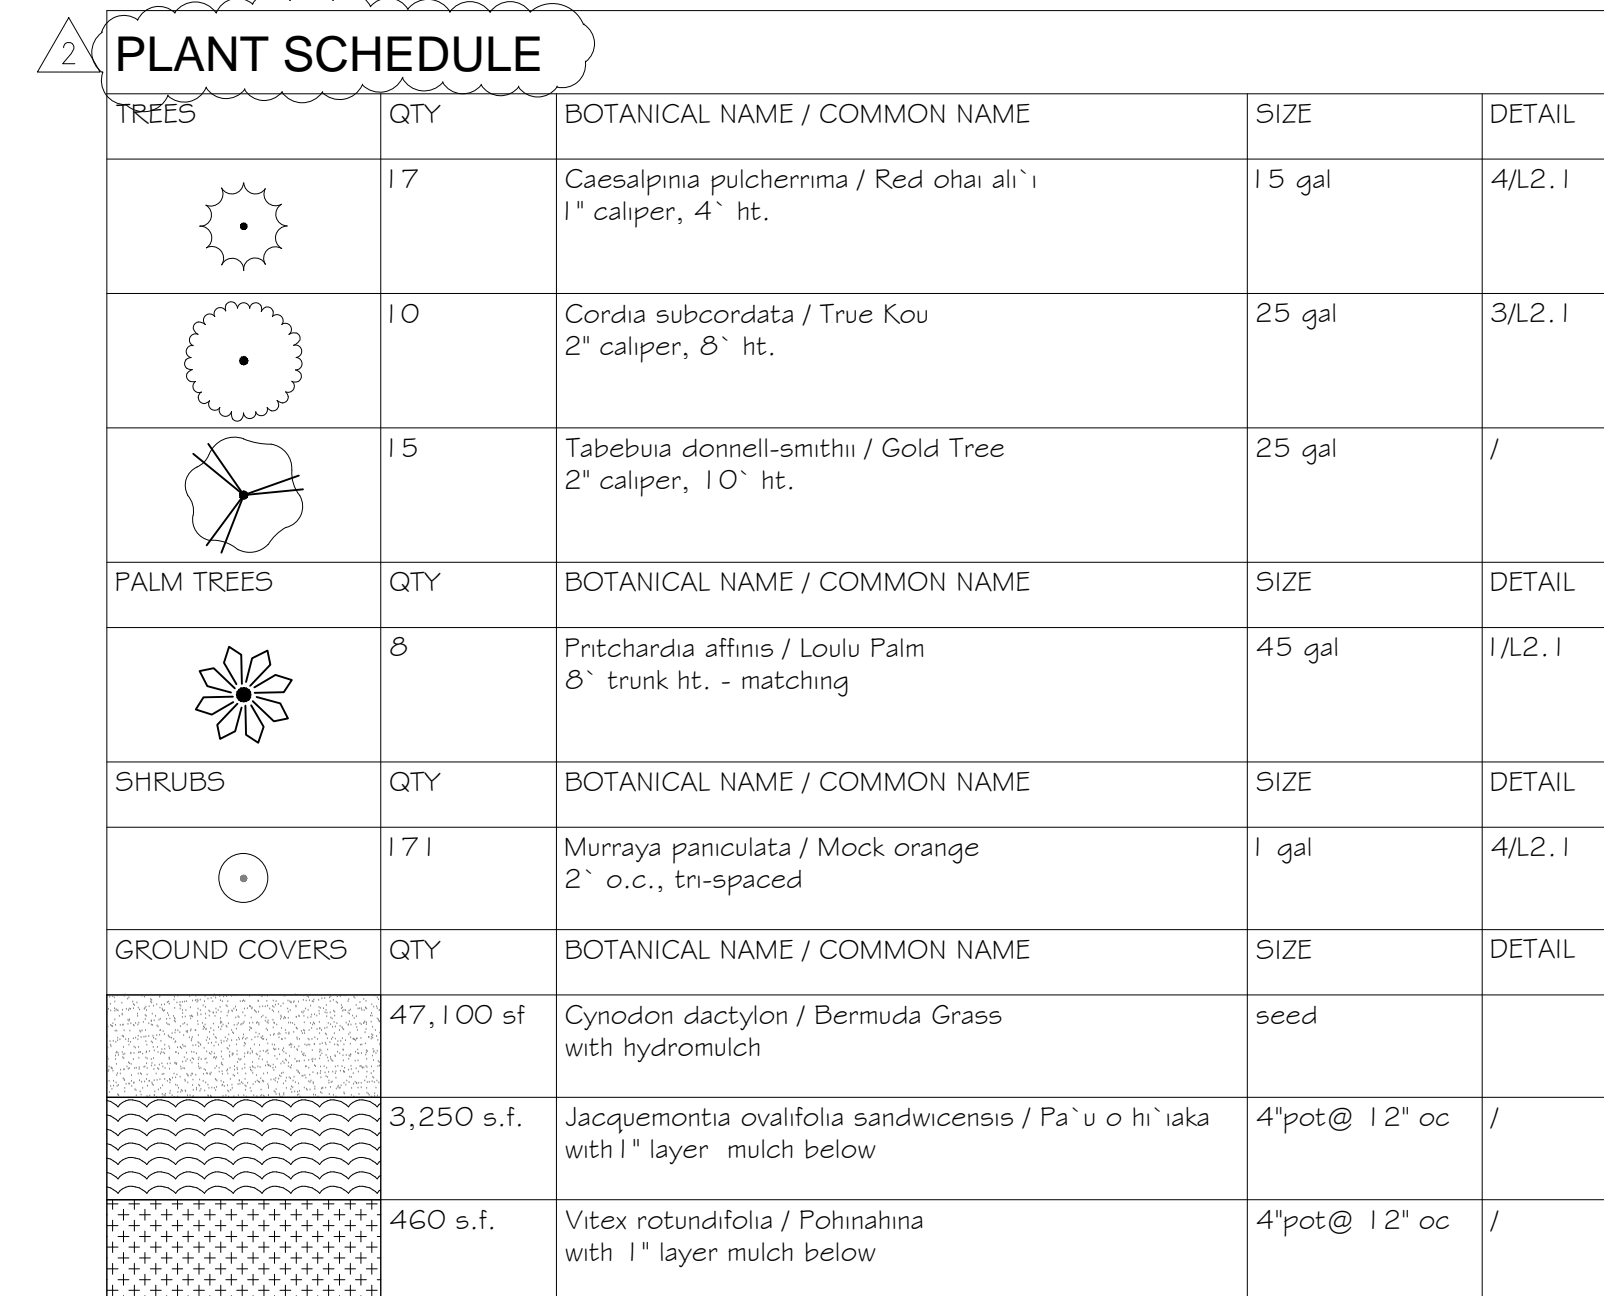 2
PLANT SCHEDULE
TREES QTY BOTANICAL NAME / COMMON NAME SIZE DETAIL
17 Caesalpinia pulcherrima / Red ohai ali`i 15 gal 4/L2.1
1" caliper, 4` ht.
10 Cordia subcordata / True Kou 25 gal 3/L2.1
2" caliper, 8` ht.
15 Tabebuia donnell-smithii / Gold Tree 25 gal /
2" caliper, 10` ht.
PALM TREES QTY BOTANICAL NAME / COMMON NAME SIZE DETAIL
8 Pritchardia affinis / Loulu Palm 45 gal 1/L2.1
8` trunk ht. - matching
SHRUBS QTY BOTANICAL NAME / COMMON NAME SIZE DETAIL
171 Murraya paniculata / Mock orange 1 gal 4/L2.1
2` o.c., tri-spaced
GROUND COVERS QTY BOTANICAL NAME / COMMON NAME SIZE DETAIL
47,100 sf Cynodon dactylon / Bermuda Grass seed
with hydromulch
3,250 s.f. Jacquemontia ovalifolia sandwicensis / Pa`u o hi`iaka 4"pot@ 12" oc /
with1" layer mulch below
460 s.f. Vitex rotundifolia / Pohinahina 4"pot@ 12" oc /
with 1" layer mulch below